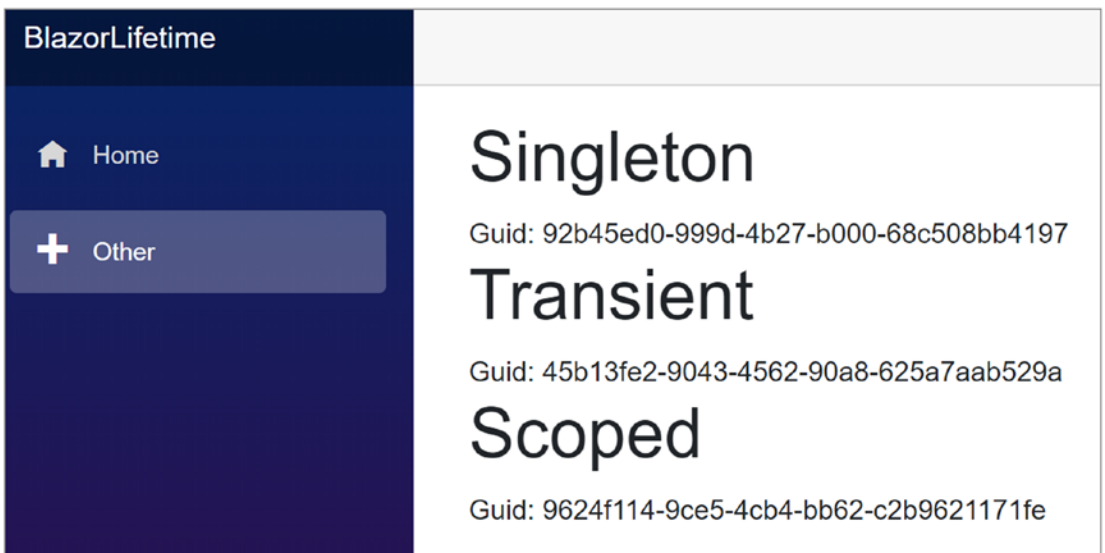 BlazorLifetime
Home
Other
Singleton
Guid: 92b45ed0-999d-4b27-b000-68c508bb4197
Transient
Guid: 45b13fe2-9043-4562-90a8-625a7aab529a
Scoped
Guid: 9624f114-9ce5-4cb4-bb62-c2b9621171fe